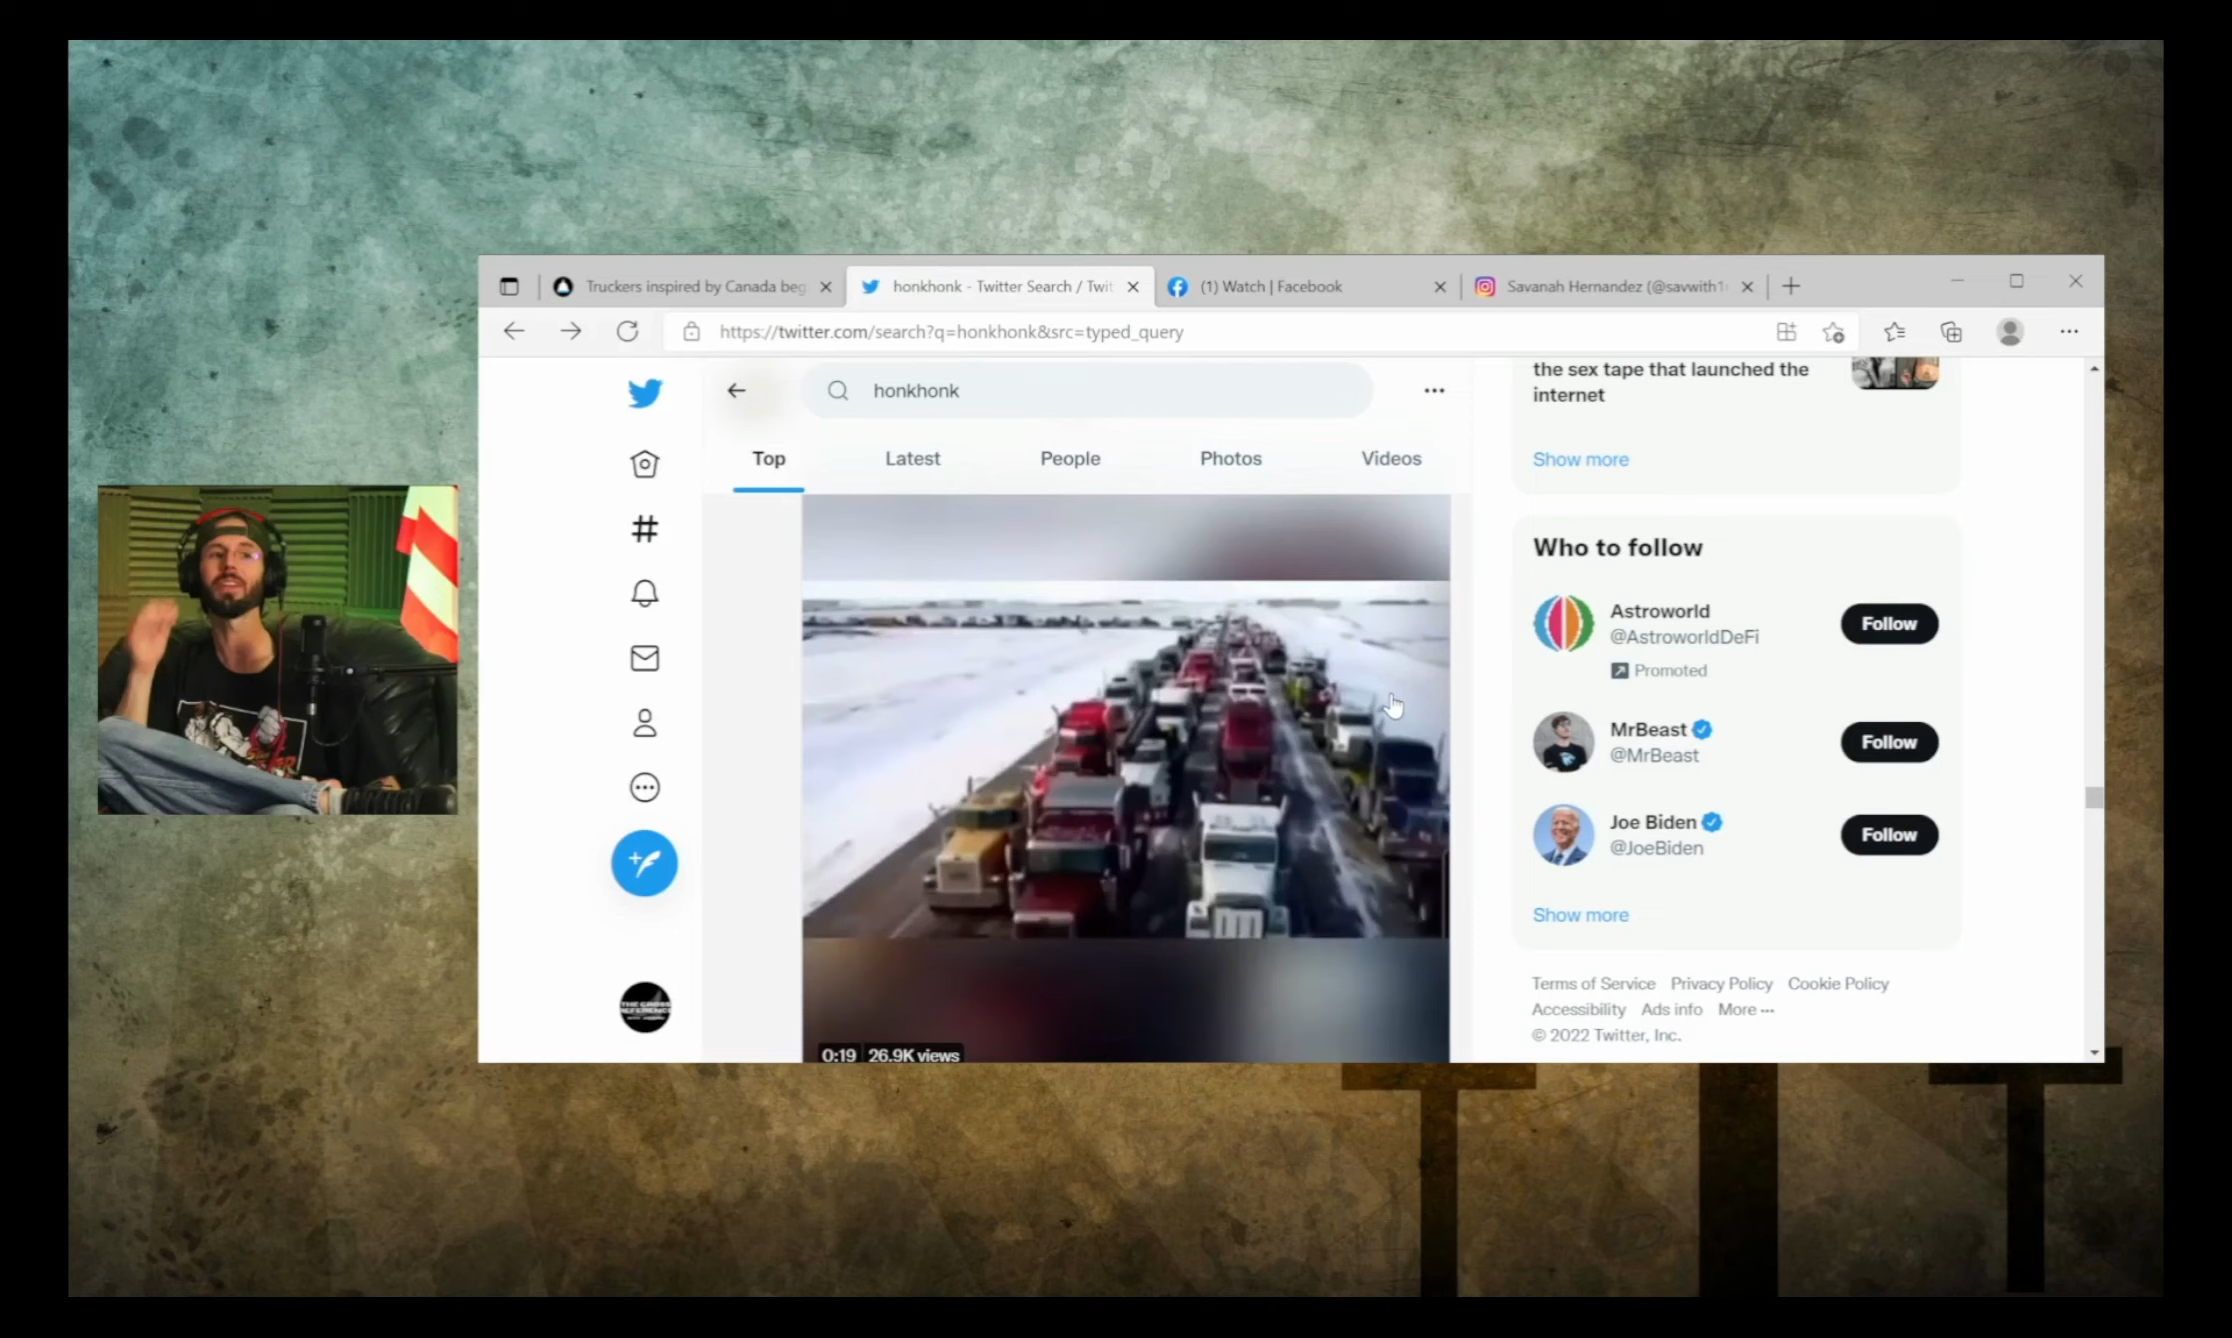 Truckers inspired by Canada beg
honkhonk - Twitter Search / Twit
(1) Watch | Facebook
Savanah Hernandez (@savwith1
https://twitter.com/search?q=honkhonk&src=typed_query
honkhonk
Top
Latest
People
Photos
Videos
0:19 26.9K views
the sex tape that launched the
internet
Show more
Who to follow
Astroworld
@AstroworldDeFi
Promoted
Follow
MrBeast
@MrBeast
Follow
Joe Biden
@JoeBiden
Follow
Show more
Terms of Service Privacy Policy Cookie Policy
Accessibility Ads info More ···
© 2022 Twitter, Inc.
THE CROSS
REFERENCE